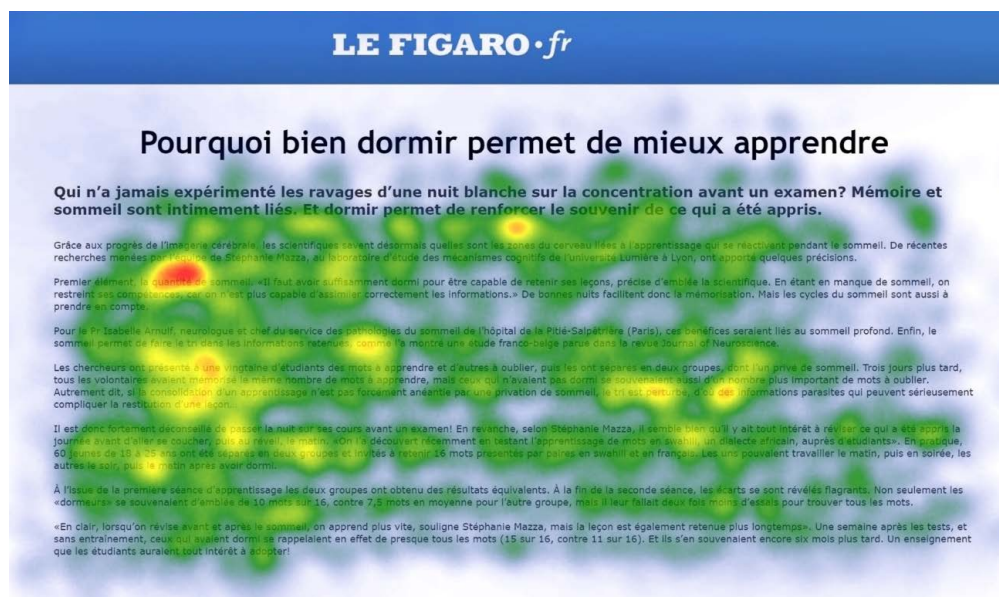 LE FIGARO·fr
Pourquoi bien dormir permet de mieux apprendre
Qui n'a jamais expérimenté les ravages d'une nuit blanche sur la concentration avant un examen? Mémoire et
sommeil sont intimement liés. Et dormir permet de renforcer le souvenir de ce qui a été appris.
Grâce aux progrès de l'imagerie cérébrale, les scientifiques savent désormais quelles sont les zones du cerveau liées à l'apprentissage qui se réactivent pendant le sommeil. De récentes
recherches menées par l'équipe de Stéphanie Mazza, au laboratoire d'étude des mécanismes cognitifs de l'université Lumière à Lyon, ont apporté quelques précisions.
Premier élément, la quantité de sommeil. «Il faut avoir suffisamment dormi pour être capable de retenir ses leçons, précise d'emblée la scientifique. En étant en manque de sommeil, on
restreint ses compétences, car on n'est plus capable d'assimiler correctement les informations.» De bonnes nuits facilitent donc la mémorisation. Mais les cycles du sommeil sont aussi à
prendre en compte.
Pour le Pr Isabelle Arnulf, neurologue et chef du service des pathologies du sommeil de l'hôpital de la Pitié-Salpêtrière (Paris), ces bénéfices seraient liés au sommeil profond. Enfin, le
sommeil permet de faire le tri dans les informations retenues, comme l'a montré une étude franco-belge parue dans la revue Journal of Neuroscience.
Les chercheurs ont présenté à une vingtaine d'étudiants des mots à apprendre et d'autres à oublier, puis les ont séparés en deux groupes, dont l'un privé de sommeil. Trois jours plus tard,
tous les volontaires avaient mémorisé le même nombre de mots à apprendre, mais ceux qui n'avaient pas dormi se souvenaient aussi d'un nombre plus important de mots à oublier.
Autrement dit, si la consolidation d'un apprentissage n'est pas forcément anéantie par une privation de sommeil, le tri est perturbé, d'où des informations parasites qui peuvent sérieusement
compliquer la restitution d'une leçon...
Il est donc fortement déconseillé de passer la nuit sur ses cours avant un examen! En revanche, selon Stéphanie Mazza, il semble bien qu'il y ait tout intérêt à réviser ce qui a été appris la
journée avant d'aller se coucher, puis au réveil, le matin. «On l'a découvert récemment en testant l'apprentissage de mots en swahili, un dialecte africain, auprès d'étudiants». En pratique,
60 jeunes de 18 à 25 ans ont été séparés en deux groupes et invités à retenir 16 mots présentés par paires en swahili et en français. Les uns pouvaient travailler le matin, puis en soirée, les
autres le soir, puis le matin après avoir dormi.
À l'issue de la première séance d'apprentissage les deux groupes ont obtenu des résultats équivalents. À la fin de la seconde séance, les écarts se sont révélés flagrants. Non seulement les
«dormeurs» se souvenaient d'emblée de 10 mots sur 16, contre 7,5 mots en moyenne pour l'autre groupe, mais il leur fallait deux fois moins d'essais pour trouver tous les mots.
«En clair, lorsqu'on révise avant et après le sommeil, on apprend plus vite, souligne Stéphanie Mazza, mais la leçon est également retenue plus longtemps». Une semaine après les tests, et
sans entraînement, ceux qui avaient dormi se rappelaient en effet de presque tous les mots (15 sur 16, contre 11 sur 16). Et ils s'en souvenaient encore six mois plus tard. Un enseignement
que les étudiants auraient tout intérêt à adopter!